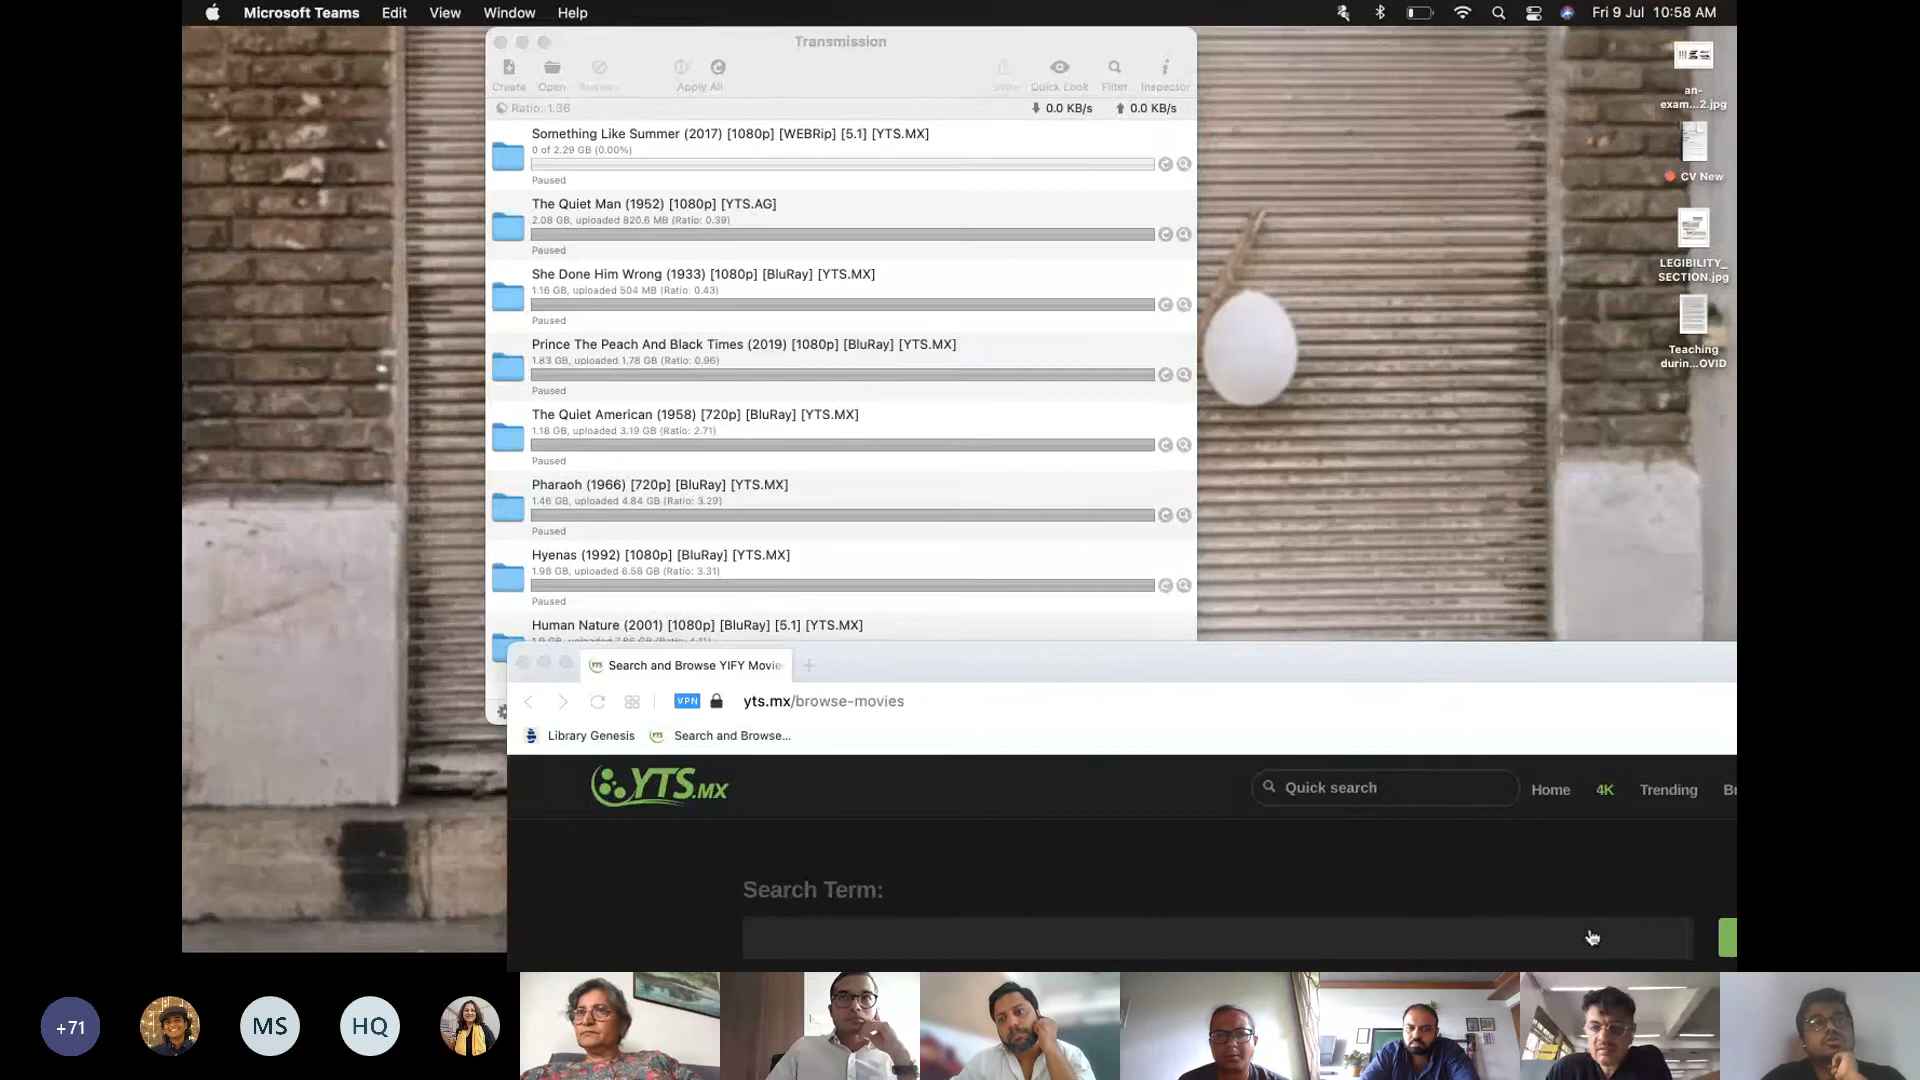 Microsoft Teams Edit View Window Help
Fri 9 Jul 10:58 AM
Transmission
Create Open Remove Apply All Share Quick Look Filter Inspector
Ratio: 1.36
0.0 KB/s 0.0 KB/s
Something Like Summer (2017) [1080p] [WEBRip] [5.1] [YTS.MX]
0 of 2.29 GB (0.00%)
Paused
The Quiet Man (1952) [1080p] [YTS.AG]
2.08 GB, uploaded 820.6 MB (Ratio: 0.39)
Paused
She Done Him Wrong (1933) [1080p] [BluRay] [YTS.MX]
1.16 GB, uploaded 504 MB (Ratio: 0.43)
Paused
Prince The Peach And Black Times (2019) [1080p] [BluRay] [YTS.MX]
1.83 GB, uploaded 1.78 GB (Ratio: 0.96)
Paused
The Quiet American (1958) [720p] [BluRay] [YTS.MX]
1.18 GB, uploaded 3.19 GB (Ratio: 2.71)
Paused
Pharaoh (1966) [720p] [BluRay] [YTS.MX]
1.46 GB, uploaded 4.84 GB (Ratio: 3.29)
Paused
Hyenas (1992) [1080p] [BluRay] [YTS.MX]
1.98 GB, uploaded 6.58 GB (Ratio: 3.31)
Paused
Human Nature (2001) [1080p] [BluRay] [5.1] [YTS.MX]
an-
exam...2.jpg
CV New
LEGIBILITY_
SECTION.jpg
Teaching
durin...OVID
YTS Search and Browse YIFY Movie
VPN yts.mx/browse-movies
Library Genesis YTS Search and Browse...
YTS.MX
Quick search Home 4K Trending Br
Search Term:
+71 MS HQ